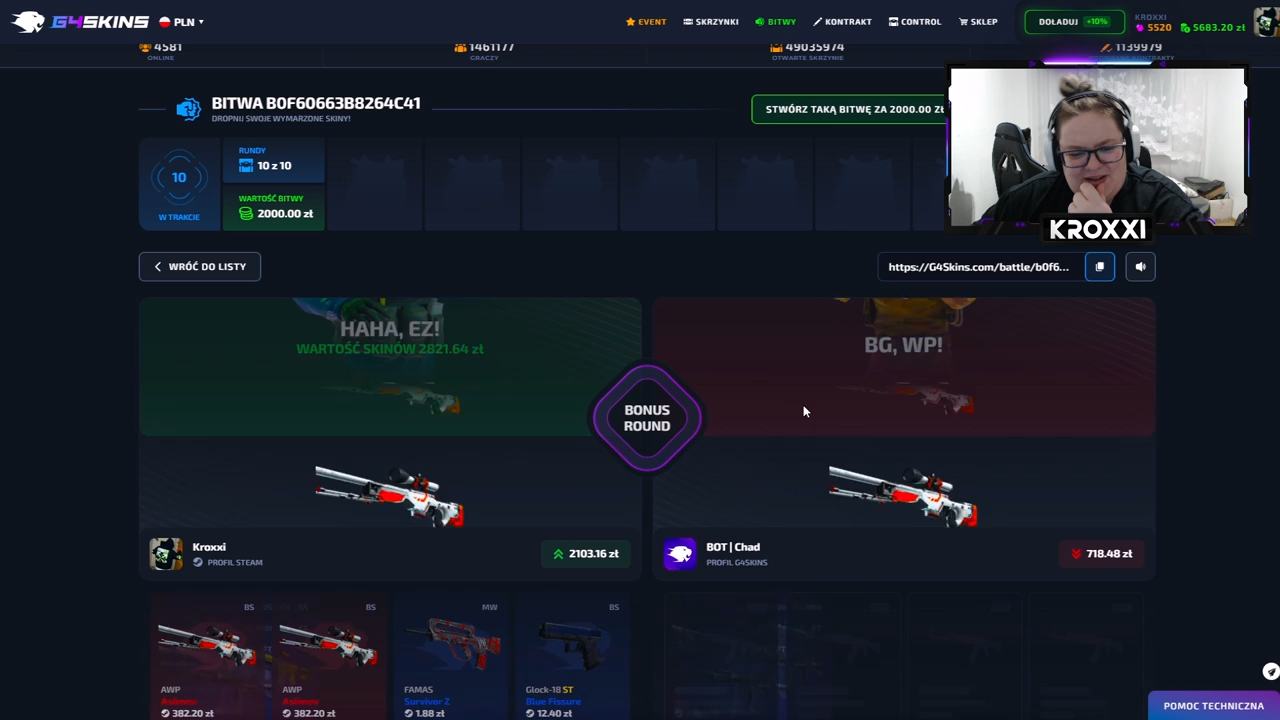 G4SKINS
PLN
EVENT
SKRZYNKI
BITWY
KONTRAKT
CONTROL
SKLEP
DOŁADUJ +10%
KROXXI
5520
5683.20 zł
4581
ONLINE
1461177
GRACZY
49035974
OTWARTE SKRZYNIE
1139979
BITWA B0F60663B8264C41
DROPNIJ SWOJE WYMARZONE SKINY!
STWÓRZ TAKĄ BITWĘ ZA 2000.00 ZŁ
10
W TRAKCIE
RUNDY
10 z 10
WARTOŚĆ BITWY
2000.00 zł
KROXXI
WRÓĆ DO LISTY
https://G4Skins.com/battle/b0f6...
HAHA, EZ!
WARTOŚĆ SKINÓW 2821.64 zł
BG, WP!
BONUS
ROUND
Kroxxi
PROFIL STEAM
2103.16 zł
BOT | Chad
PROFIL G4SKINS
718.48 zł
BS
BS
MW
BS
AWP
Asiimov
382.20 zł
AWP
Asiimov
382.20 zł
FAMAS
Survivor Z
1.88 zł
Glock-18 ST
Blue Fissure
12.40 zł
POMOC TECHNICZNA